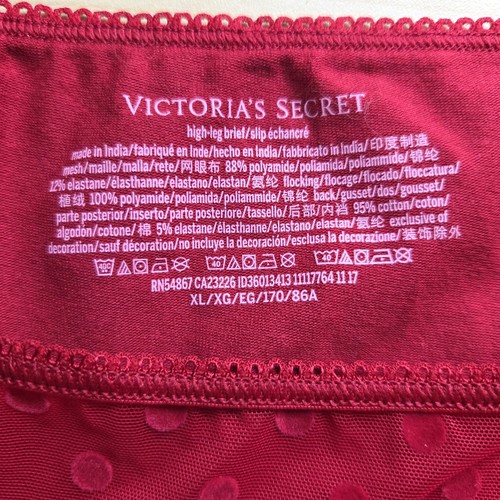 VICTORIA'S SECRET
high-leg brief/slip échancré
made in India/fabriqué en Inde/hecho en India/fabbricato in India/印度制造
mesh/maille/malla/rete/网眼布 88% polyamide/poliamida/poliammide/锦纶
12% elastane/élasthanne/elastano/elastan/氨纶 flocking/flocage/flocado/floccatura/
植绒 100% polyamide/poliamida/poliammide/锦纶 back/gusset/dos/gousset/
parte posterior/inserto/parte posteriore/tassello/后部/内裆 95% cotton/coton/
algodón/cotone/棉 5% elastane/élasthanne/elastano/elastan/氨纶 exclusive of
decoration/sauf décoration/no incluye la decoración/esclusa la decorazione/装饰除外
40 40
RN54867 CA23226 ID36013413 11117764 11 17
XL/XG/EG/170/86A